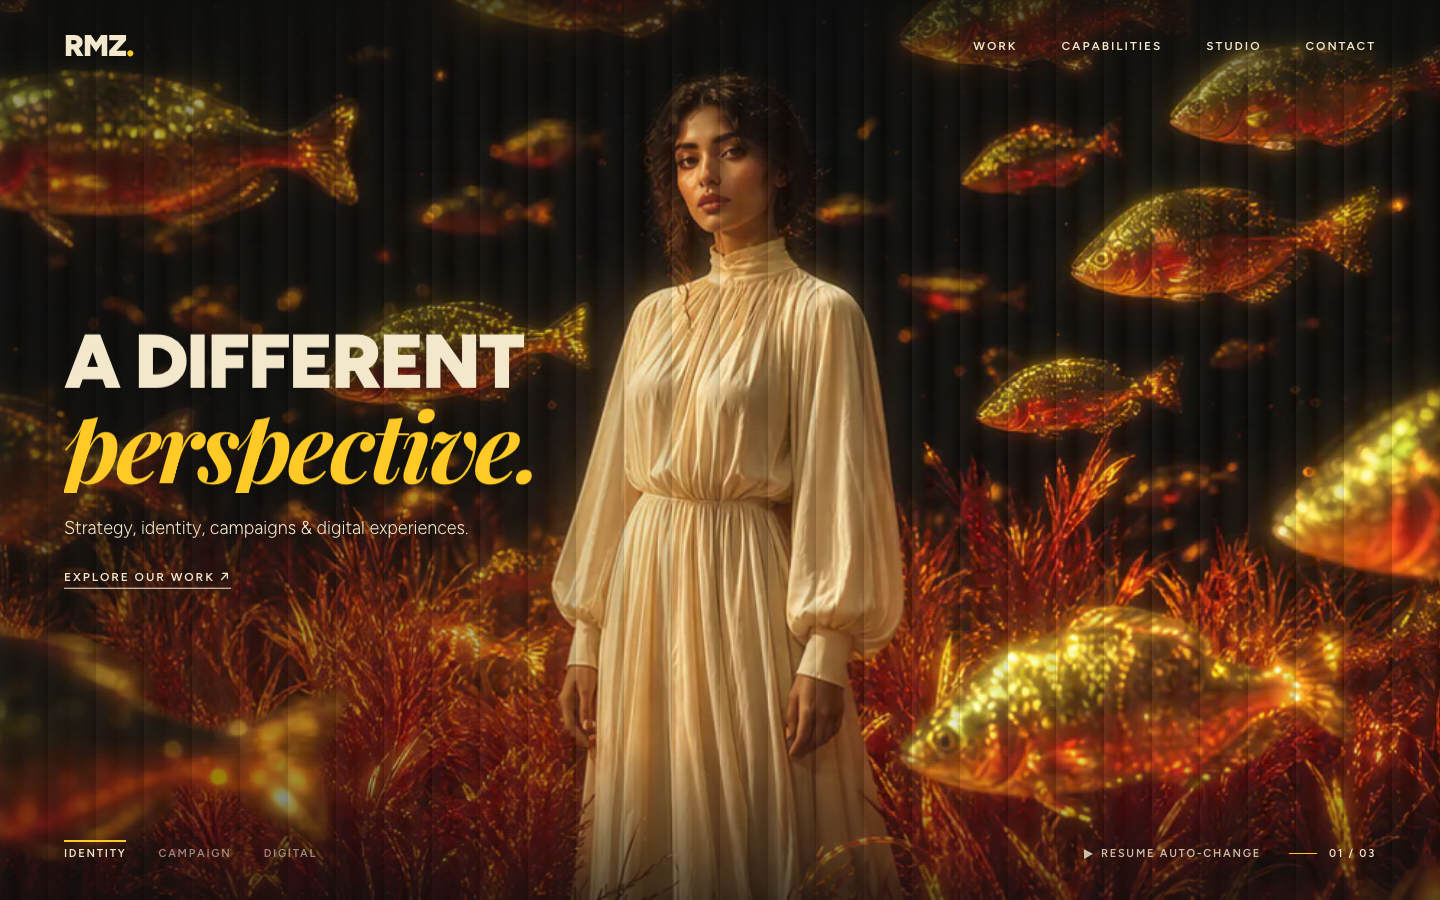 RMZ.
WORK CAPABILITIES STUDIO CONTACT
A DIFFERENT
perspective.
Strategy, identity, campaigns & digital experiences.
EXPLORE OUR WORK ↗
IDENTITY CAMPAIGN DIGITAL
▶ RESUME AUTO-CHANGE 01 / 03